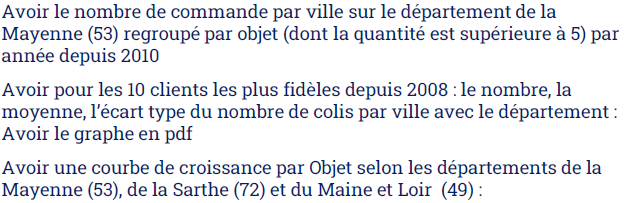 Avoir le nombre de commande par ville sur le département de la
Mayenne (53) regroupé par objet (dont la quantité est supérieure à 5) par
année depuis 2010
Avoir pour les 10 clients les plus fidèles depuis 2008 : le nombre, la
moyenne, l'écart type du nombre de colis par ville avec le département :
Avoir le graphe en pdf
Avoir une courbe de croissance par Objet selon les départements de la
Mayenne (53), de la Sarthe (72) et du Maine et Loir (49) :